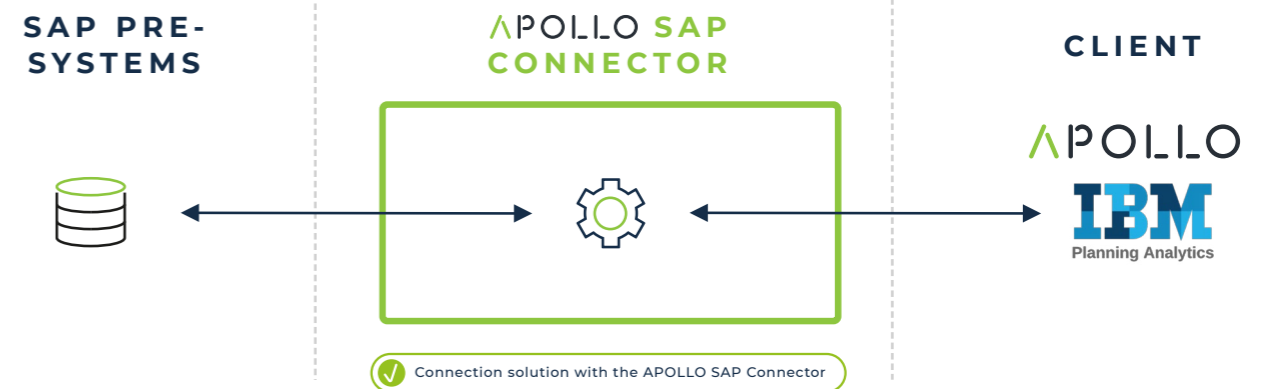 SAP PRE-
SYSTEMS
APOLLO SAP
CONNECTOR
CLIENT
APOLLO
IBM
Planning Analytics
Connection solution with the APOLLO SAP Connector